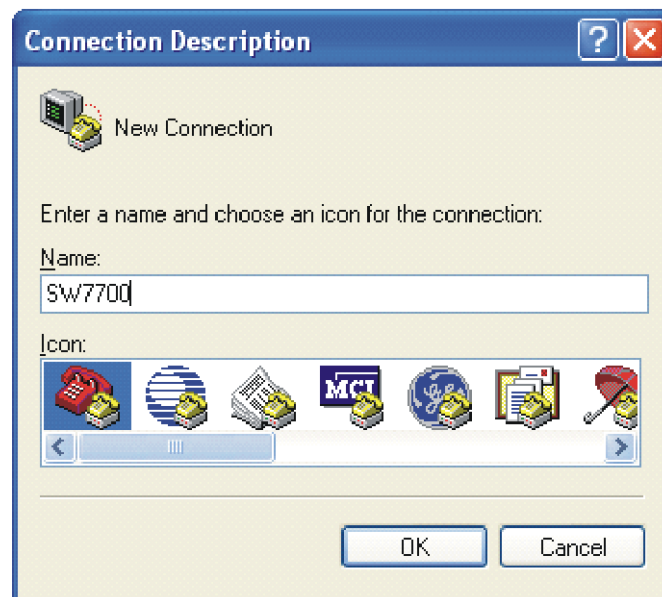 Connection Description
New Connection
Enter a name and choose an icon for the connection:
Name:
SW7700
Icon:
MCI
OK
Cancel